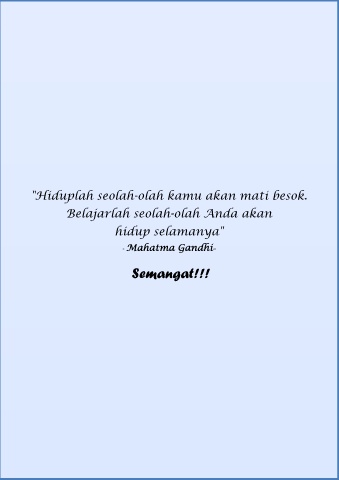 "Hiduplah seolah-olah kamu akan mati besok.
Belajarlah seolah-olah Anda akan
hidup selamanya"
-Mahatma Gandhi-
Semangat!!!